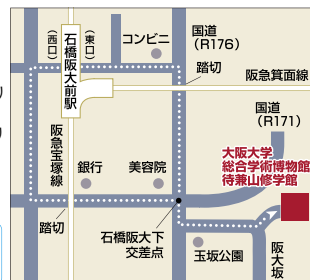 （西口）
石橋阪大前駅
（東口）
コンビニ
国道
（R176）
踏切
阪急箕面線
国道
（R171）
阪急宝塚線
銀行
美容院
大阪大学
総合学術博物館
待兼山修学館
踏切
石橋阪大下
交差点
玉坂公園
阪大坂